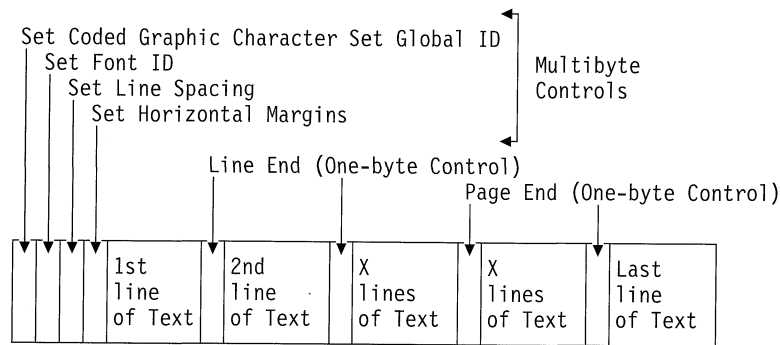 Set Coded Graphic Character Set Global ID
Set Font ID
Set Line Spacing
Set Horizontal Margins
Multibyte
Controls
Line End (One-byte Control)
Page End (One-byte Control)
1st
line
of Text
2nd
line
of Text
X
lines
of Text
X
lines
of Text
Last
line
of Text